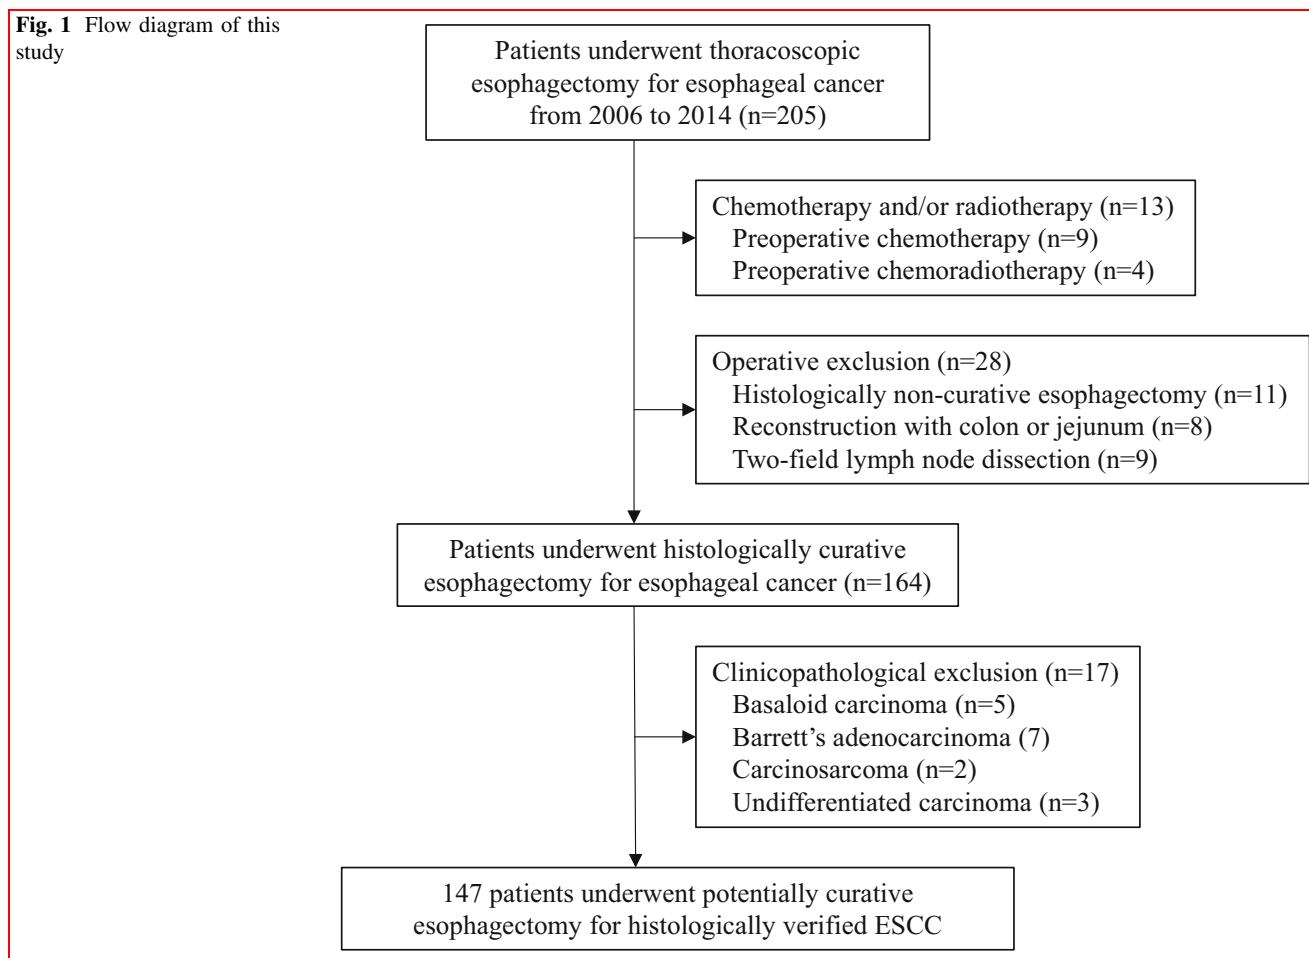 Fig. 1 Flow diagram of this
study
Patients underwent thoracoscopic
esophagectomy for esophageal cancer
from 2006 to 2014 (n=205)
Chemotherapy and/or radiotherapy (n=13)
Preoperative chemotherapy (n=9)
Preoperative chemoradiotherapy (n=4)
Operative exclusion (n=28)
Histologically non-curative esophagectomy (n=11)
Reconstruction with colon or jejunum (n=8)
Two-field lymph node dissection (n=9)
Patients underwent histologically curative
esophagectomy for esophageal cancer (n=164)
Clinicopathological exclusion (n=17)
Basaloid carcinoma (n=5)
Barrett’s adenocarcinoma (7)
Carcinosarcoma (n=2)
Undifferentiated carcinoma (n=3)
147 patients underwent potentially curative
esophagectomy for histologically verified ESCC